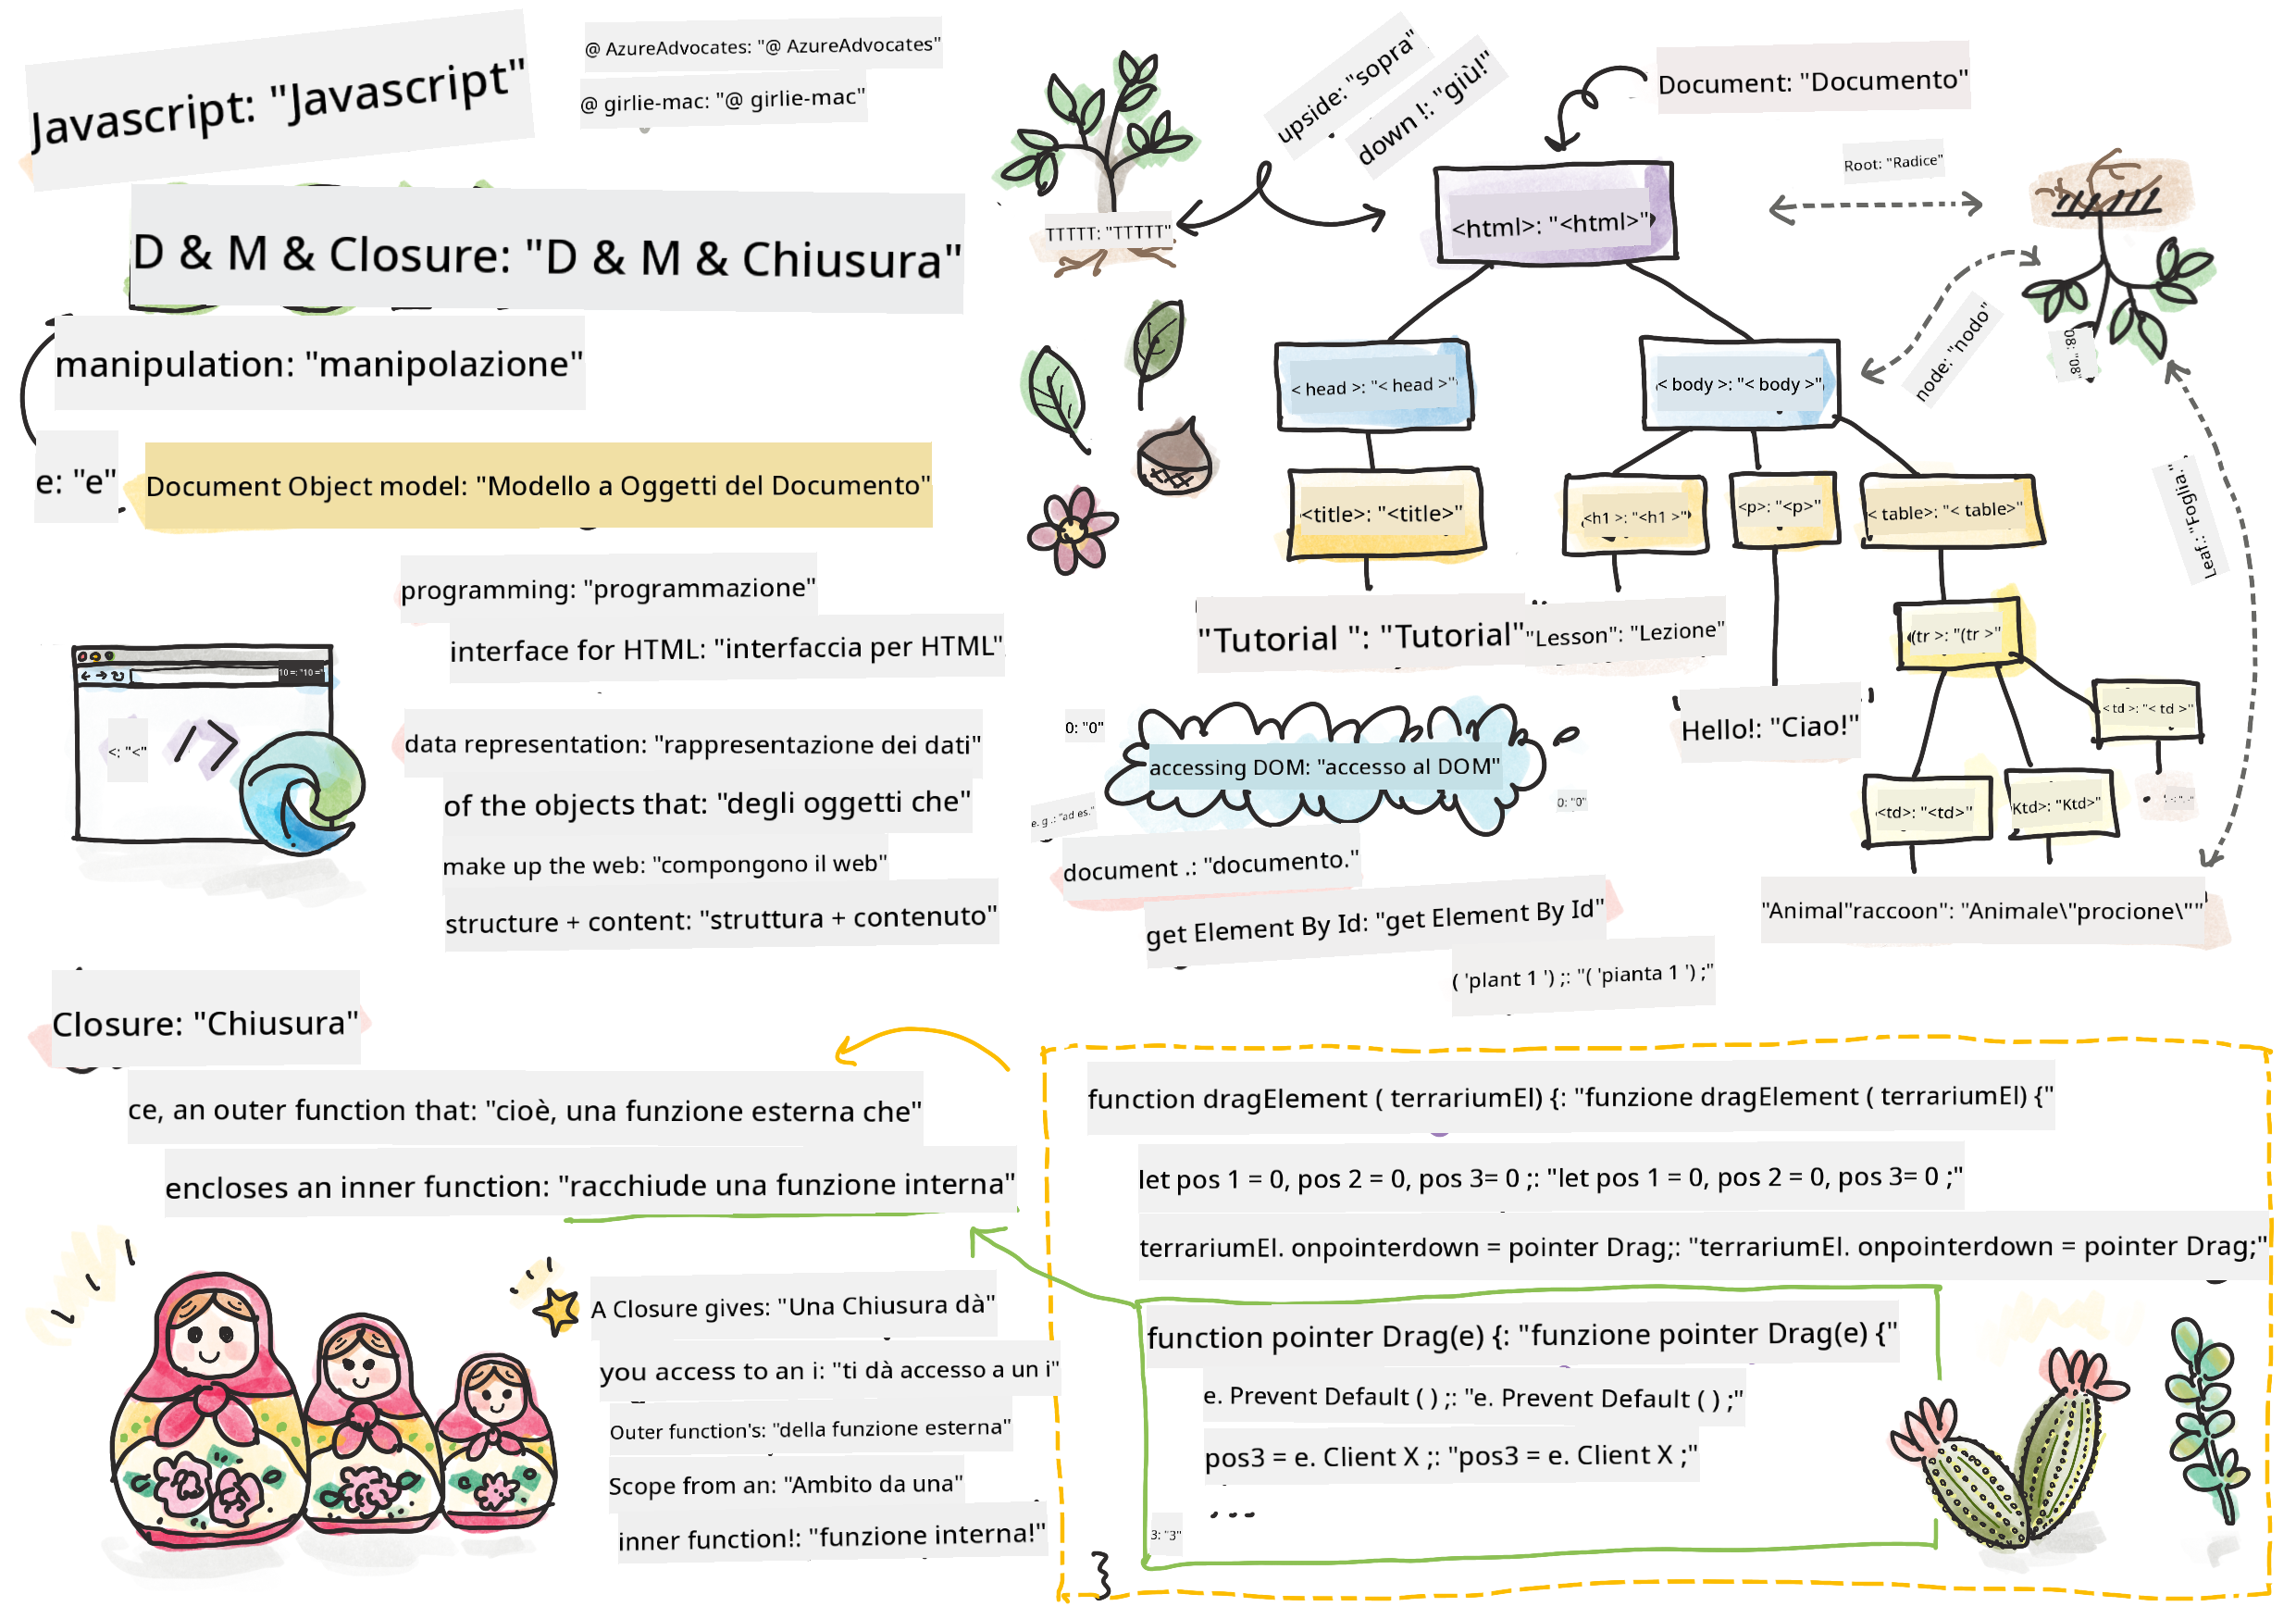 Javascript: "Javascript"
@ AzureAdvocates: "@ AzureAdvocates"
@ girlie-mac: "@ girlie-mac"
D & M & Closure: "D & M & Chiusura"
manipulation: "manipolazione"
e: "e"
Document Object model: "Modello a Oggetti del Documento"
programming: "programmazione"
interface for HTML: "interfaccia per HTML"
data representation: "rappresentazione dei dati"
of the objects that: "degli oggetti che"
make up the web: "compongono il web"
structure + content: "struttura + contenuto"
10 =: "10 ="
<: "<"
/>
upside: "sopra"
down !: "giù!"
TTTTT: "TTTTT"
Document: "Documento"
Root: "Radice"
<html>: "<html>"
node: "nodo"
08: "08"
< head >: "< head >"
< body >: "< body >"
Leaf.: "Foglia."
<title>: "<title>"
<h1 >: "<h1 >"
<p>: "<p>"
< table>: "< table>"
"Tutorial ": "Tutorial"
"Lesson": "Lezione"
(tr >: "(tr >"
Hello!: "Ciao!"
< td >: "< td >"
<td>: "<td>"
Ktd>: "Ktd>"
"Animal"raccoon": "Animale\"procione\""
0: "0"
accessing DOM: "accesso al DOM"
0: "0"
e. g .: "ad es."
document .: "documento."
get Element By Id: "get Element By Id"
( 'plant 1 ') ;: "( 'pianta 1 ') ;"
Closure: "Chiusura"
ce, an outer function that: "cioè, una funzione esterna che"
encloses an inner function: "racchiude una funzione interna"
A Closure gives: "Una Chiusura dà"
you access to an i: "ti dà accesso a un i"
Outer function's: "della funzione esterna"
Scope from an: "Ambito da una"
inner function!: "funzione interna!"
function dragElement ( terrariumEl) {: "funzione dragElement ( terrariumEl) {"
let pos 1 = 0, pos 2 = 0, pos 3= 0 ;: "let pos 1 = 0, pos 2 = 0, pos 3= 0 ;"
terrariumEl. onpointerdown = pointer Drag;: "terrariumEl. onpointerdown = pointer Drag;"
function pointer Drag(e) {: "funzione pointer Drag(e) {"
e. Prevent Default ( ) ;: "e. Prevent Default ( ) ;"
pos3 = e. Client X ;: "pos3 = e. Client X ;"
...
3: "3"
}